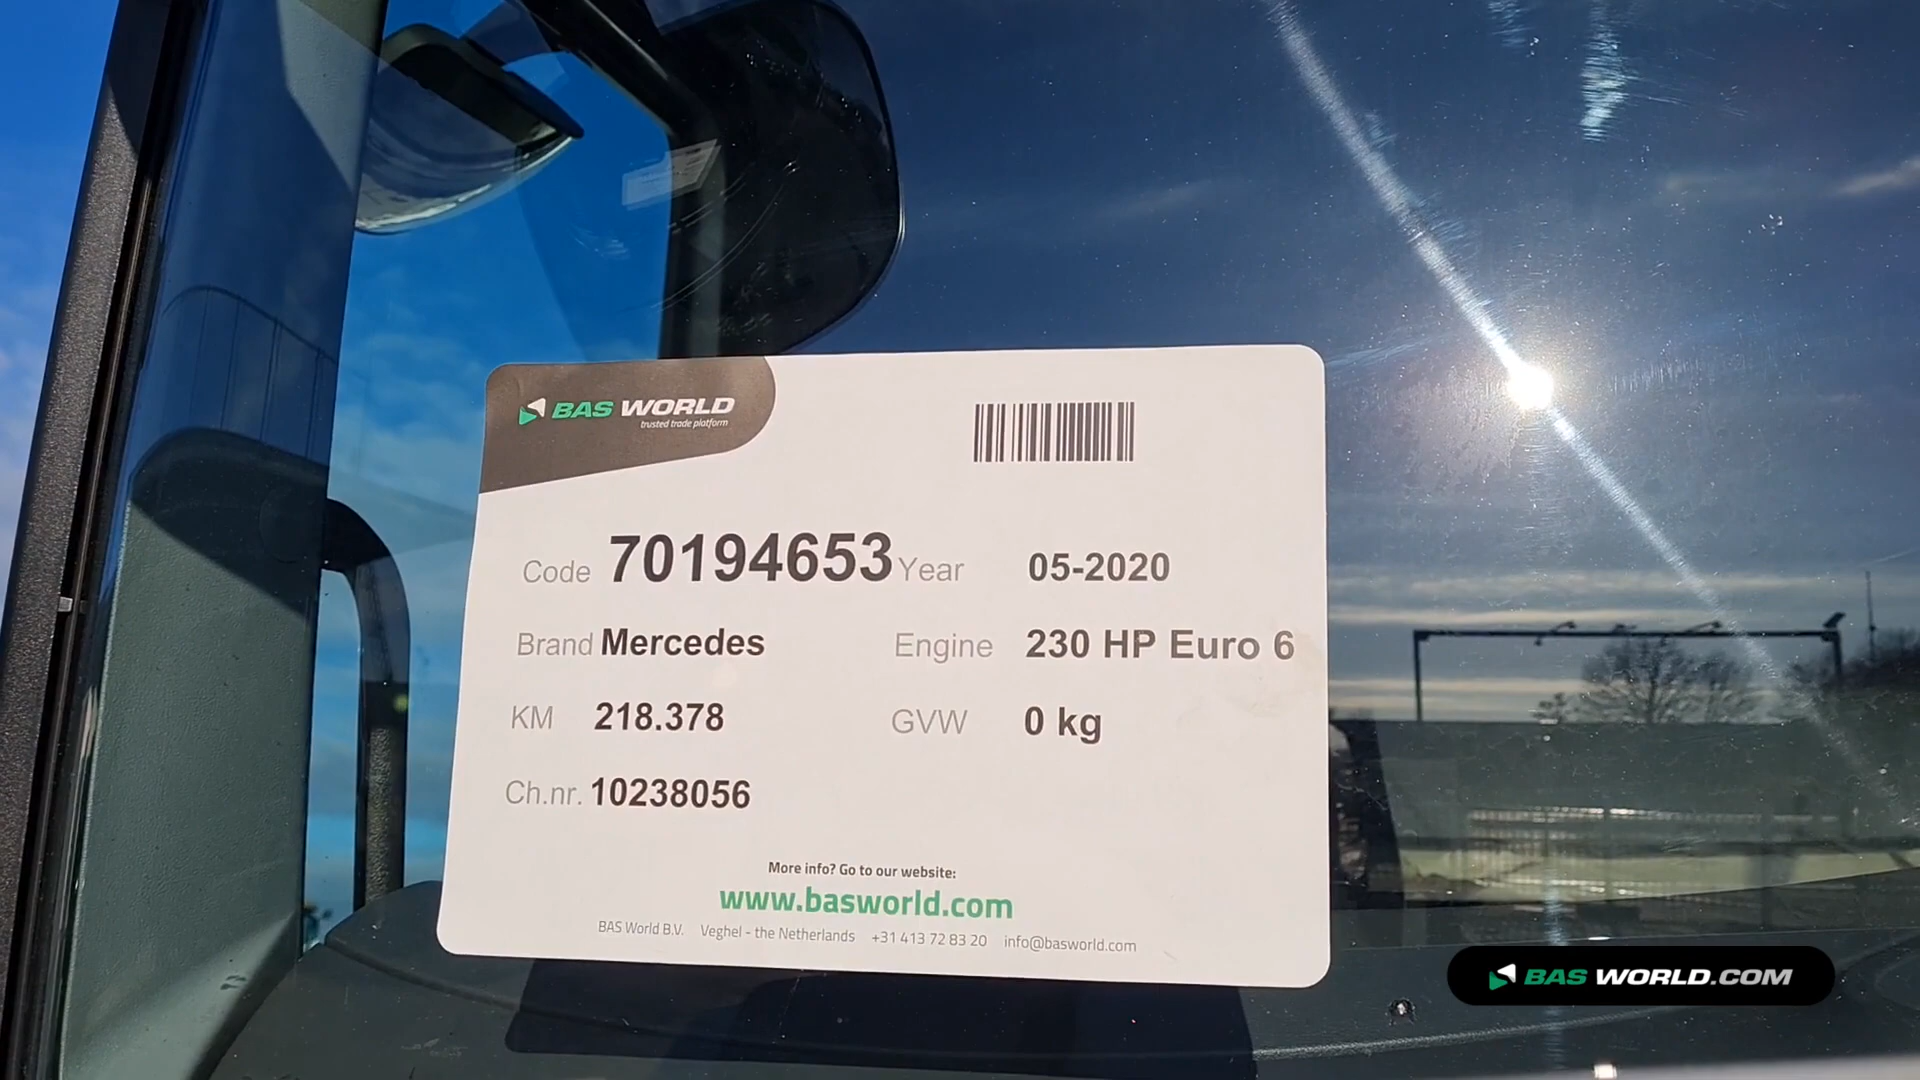 BAS WORLD
trusted trade platform
Code 70194653 Year 05-2020
Brand Mercedes Engine 230 HP Euro 6
KM 218.378 GVW 0 kg
Ch.nr. 10238056
More info? Go to our website:
www.basworld.com
BAS World B.V. Veghel - the Netherlands +31 413 72 83 20 info@basworld.com
BAS WORLD.COM